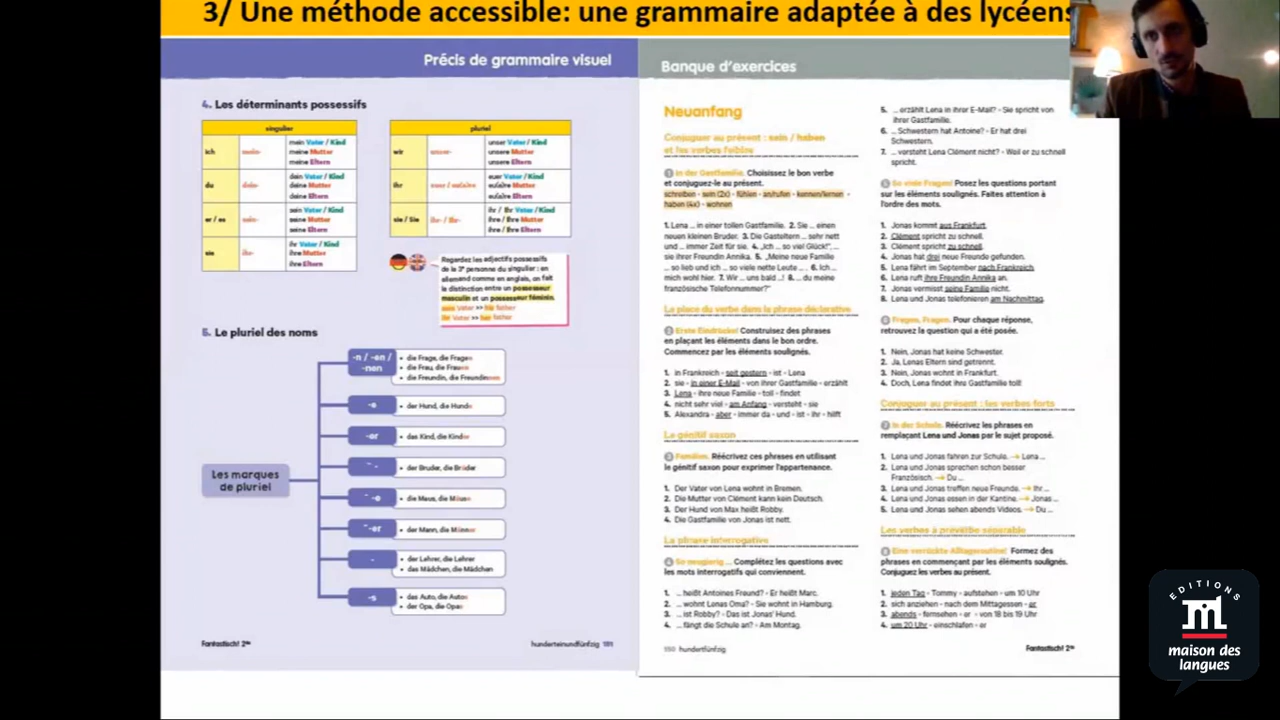 3/ Une méthode accessible: une grammaire adaptée à des lycéens
Précis de grammaire visuel
4. Les déterminants possessifs
singulier
ich mein- mein Vater / Kind
meine Mutter
meine Eltern
du dein- dein Vater / Kind
deine Mutter
deine Eltern
er / es sein- sein Vater / Kind
seine Mutter
seine Eltern
sie ihr- ihr Vater / Kind
ihre Mutter
ihre Eltern
pluriel
wir unser- unser Vater / Kind
unsere Mutter
unsere Eltern
ihr euer / eu(e)re euer Vater / Kind
eu(e)re Mutter
eu(e)re Eltern
sie / Sie ihr- / Ihr- ihr / Ihr Vater / Kind
ihre / Ihre Mutter
ihre / Ihre Eltern
Regardez les adjectifs possessifs
de la 3e personne du singulier : en
allemand comme en anglais, on fait
la distinction entre un possesseur
masculin et un possesseur féminin.
sein Vater >> his father
ihr Vater >> her father
5. Le pluriel des noms
Les marques
de pluriel
-n / -en /
-nen
• die Frage, die Fragen
• die Frau, die Frauen
• die Freundin, die Freundinnen
-e • der Hund, die Hunde
-er • das Kind, die Kinder
¨ - • der Bruder, die Brüder
¨ -e • die Maus, die Mäuse
¨ -er • der Mann, die Männer
- • der Lehrer, die Lehrer
• das Mädchen, die Mädchen
-s • das Auto, die Autos
• der Opa, die Opas
Fantastisch! 2de
hunderteinundfünfzig 151
Banque d'exercices
Neuanfang
Conjuguer au présent : sein / haben
et les verbes faibles
1 In der Gastfamilie. Choisissez le bon verbe
et conjuguez-le au présent.
schreiben - sein (2x) - fühlen - an/rufen - kennen/lernen -
haben (4x) - wohnen
1. Lena ... in einer tollen Gastfamilie. 2. Sie ... einen
neuen kleinen Bruder. 3. Die Gasteltern ... sehr nett
und ... immer Zeit für sie. 4. „Ich ... so viel Glück!", ...
sie ihrer Freundin Annika. 5. „Meine neue Familie
... so lieb und ich ... so viele nette Leute ... 6. Ich ...
mich wohl hier. 7. Wir ... uns bald ...! 8. ... du meine
französische Telefonnummer?"
La place du verbe dans la phrase déclarative
2 Erste Eindrücke! Construisez des phrases
en plaçant les éléments dans le bon ordre.
Commencez par les éléments soulignés.
1. in Frankreich - seit gestern - ist - Lena
2. sie - in einer E-Mail - von ihrer Gastfamilie - erzählt
3. Lena - ihre neue Familie - toll - findet
4. nicht sehr viel - am Anfang - versteht - sie
5. Alexandra - aber - immer da - und - ist - ihr - hilft
Le génitif saxon
3 Familien. Réécrivez ces phrases en utilisant
le génitif saxon pour exprimer l'appartenance.
1. Der Vater von Lena wohnt in Bremen.
2. Die Mutter von Clément kann kein Deutsch.
3. Der Hund von Max heißt Robby.
4. Die Gastfamilie von Jonas ist nett.
La phrase interrogative
4 So neugierig ... Complétez les questions avec
les mots interrogatifs qui conviennent.
1. ... heißt Antoines Freund? - Er heißt Marc.
2. ... wohnt Lenas Oma? - Sie wohnt in Hamburg.
3. ... ist Robby? - Das ist Jonas' Hund.
4. ... fängt die Schule an? - Am Montag.
5. ... erzählt Lena in ihrer E-Mail? - Sie spricht von
ihrer Gastfamilie.
6. ... Schwestern hat Antoine? - Er hat drei
Schwestern.
7. ... versteht Lena Clément nicht? - Weil er zu schnell
spricht.
5 So viele Fragen! Posez les questions portant
sur les éléments soulignés. Faites attention à
l'ordre des mots.
1. Jonas kommt aus Frankfurt.
2. Clément spricht zu schnell.
3. Clément spricht zu schnell.
4. Jonas hat drei neue Freunde gefunden.
5. Lena fährt im September nach Frankreich.
6. Lena ruft ihre Freundin Annika an.
7. Jonas vermisst seine Familie nicht.
8. Lena und Jonas telefonieren am Nachmittag.
6 Fragen, Fragen. Pour chaque réponse,
retrouvez la question qui a été posée.
1. Nein, Jonas hat keine Schwester.
2. Ja, Lenas Eltern sind getrennt.
3. Nein, Jonas wohnt in Frankfurt.
4. Doch, Lena findet ihre Gastfamilie toll!
Conjuguer au présent : les verbes forts
7 In der Schule. Réécrivez les phrases en
remplaçant Lena und Jonas par le sujet proposé.
1. Lena und Jonas fahren zur Schule. → Lena ...
2. Lena und Jonas sprechen schon besser
Französisch. → Du ...
3. Lena und Jonas treffen neue Freunde. → Ihr ...
4. Lena und Jonas essen in der Kantine. → Jonas ...
5. Lena und Jonas sehen abends Videos. → Du ...
Les verbes à préverbe séparable
8 Eine verrückte Alltagsroutine! Formez des
phrases en commençant par les éléments soulignés.
Conjuguez les verbes au présent.
1. jeden Tag - Tommy - aufstehen - um 10 Uhr
2. sich anziehen - nach dem Mittagessen - er
3. abends - fernsehen - er - von 18 bis 19 Uhr
4. um 20 Uhr - einschlafen - er
150 hundertfünfzig
Fantastisch! 2de
EDITIONS
maison des
langues